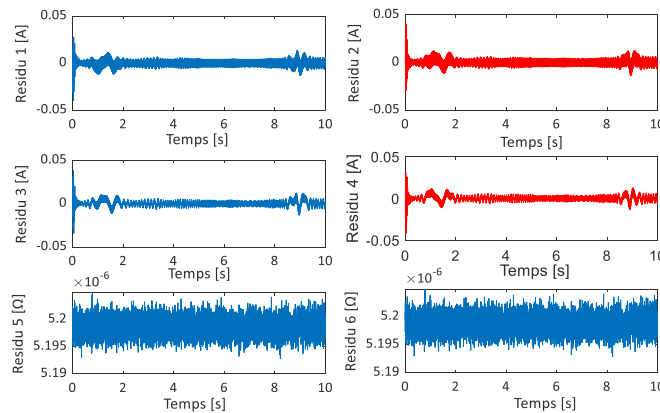 0.05 0.05
Residu 1 [A] Residu 2 [A]
0 0
-0.05 -0.05
0 2 4 6 8 10 0 2 4 6 8 10
Temps [s] Temps [s]
0.05 0.05
Residu 3 [A] Residu 4 [A]
0 0
-0.05 -0.05
0 2 4 6 8 10 0 2 4 6 8 10
Temps [s] Temps [s]
×10⁻⁶ ×10⁻⁶
Residu 5 [Ω] Residu 6 [Ω]
5.2 5.2
5.195 5.195
5.19 5.19
0 2 4 6 8 10 0 2 4 6 8 10
Temps [s] Temps [s]